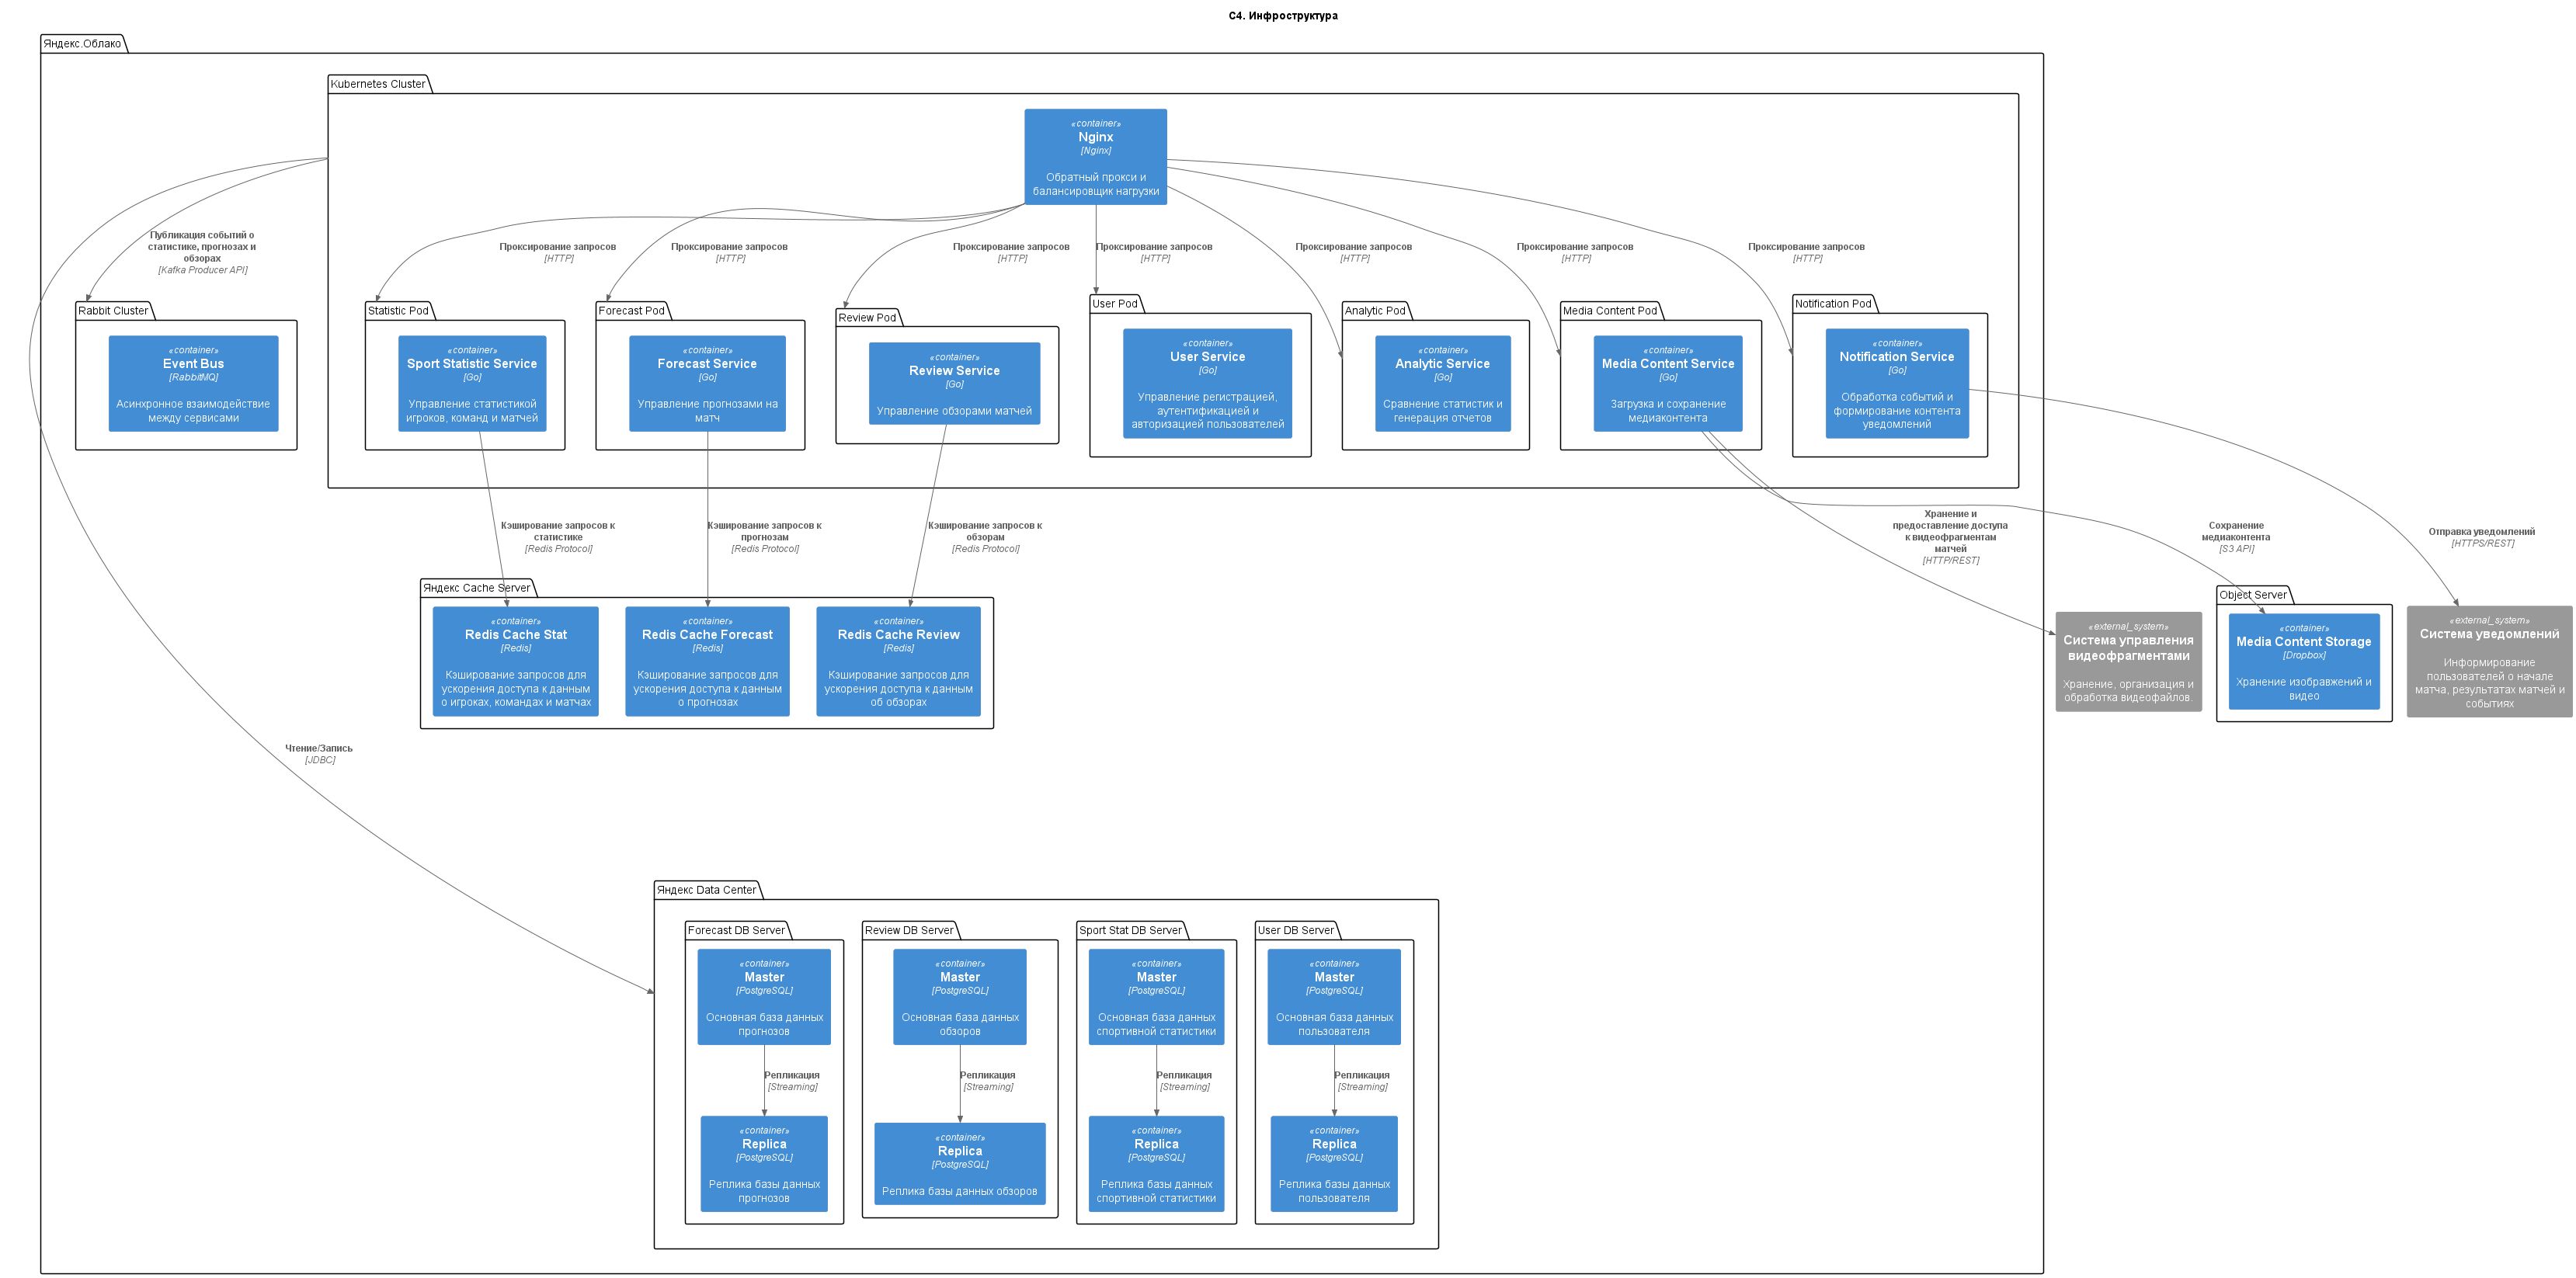 C4. Инфроструктура
Яндекс.Облако
Kubernetes Cluster
«container»
Nginx
[Nginx]
Обратный прокси и
балансировщик нагрузки
Публикация событий о
статистике, прогнозах и
обзорах
[Kafka Producer API]
Проксирование запросов
[HTTP]
Проксирование запросов
[HTTP]
Проксирование запросов
[HTTP]
Проксирование запросов
[HTTP]
Проксирование запросов
[HTTP]
Проксирование запросов
[HTTP]
Проксирование запросов
[HTTP]
Rabbit Cluster
«container»
Event Bus
[RabbitMQ]
Асинхронное взаимодействие
между сервисами
Statistic Pod
«container»
Sport Statistic Service
[Go]
Управление статистикой
игроков, команд и матчей
Forecast Pod
«container»
Forecast Service
[Go]
Управление прогнозами на
матч
Review Pod
«container»
Review Service
[Go]
Управление обзорами матчей
User Pod
«container»
User Service
[Go]
Управление регистрацией,
аутентификацией и
авторизацией пользователей
Analytic Pod
«container»
Analytic Service
[Go]
Сравнение статистик и
генерация отчетов
Media Content Pod
«container»
Media Content Service
[Go]
Загрузка и сохранение
медиаконтента
Notification Pod
«container»
Notification Service
[Go]
Обработка событий и
формирование контента
уведомлений
Кэширование запросов к
статистике
[Redis Protocol]
Кэширование запросов к
прогнозам
[Redis Protocol]
Кэширование запросов к
обзорам
[Redis Protocol]
Хранение и
предоставление доступа
к видеофрагментам
матчей
[HTTP/REST]
Сохранение
медиаконтента
[S3 API]
Отправка уведомлений
[HTTPS/REST]
Яндекс Cache Server
«container»
Redis Cache Stat
[Redis]
Кэширование запросов для
ускорения доступа к данным
о игроках, командах и матчах
«container»
Redis Cache Forecast
[Redis]
Кэширование запросов для
ускорения доступа к данным
о прогнозах
«container»
Redis Cache Review
[Redis]
Кэширование запросов для
ускорения доступа к данным
об обзорах
«external_system»
Система управления
видеофрагментами
Хранение, организация и
обработка видеофайлов.
Object Server
«container»
Media Content Storage
[Dropbox]
Хранение изобравжений и
видео
«external_system»
Система уведомлений
Информирование
пользователей о начале
матча, результатах матчей и
событиях
Чтение/Запись
[JDBC]
Яндекс Data Center
Forecast DB Server
«container»
Master
[PostgreSQL]
Основная база данных
прогнозов
Репликация
[Streaming]
«container»
Replica
[PostgreSQL]
Реплика базы данных
прогнозов
Review DB Server
«container»
Master
[PostgreSQL]
Основная база данных
обзоров
Репликация
[Streaming]
«container»
Replica
[PostgreSQL]
Реплика базы данных обзоров
Sport Stat DB Server
«container»
Master
[PostgreSQL]
Основная база данных
спортивной статистики
Репликация
[Streaming]
«container»
Replica
[PostgreSQL]
Реплика базы данных
спортивной статистики
User DB Server
«container»
Master
[PostgreSQL]
Основная база данных
пользователя
Репликация
[Streaming]
«container»
Replica
[PostgreSQL]
Реплика базы данных
пользователя